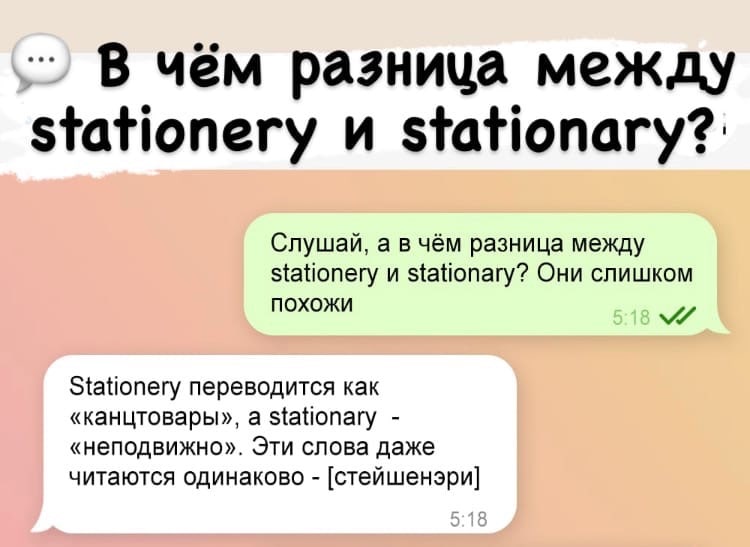 В чём разница между
stationery и stationary?
Слушай, а в чём разница между
stationery и stationary? Они слишком
похожи
5:18
Stationery переводится как
«канцтовары», а stationary -
«неподвижно». Эти слова даже
читаются одинаково - [стейшенэри]
5:18